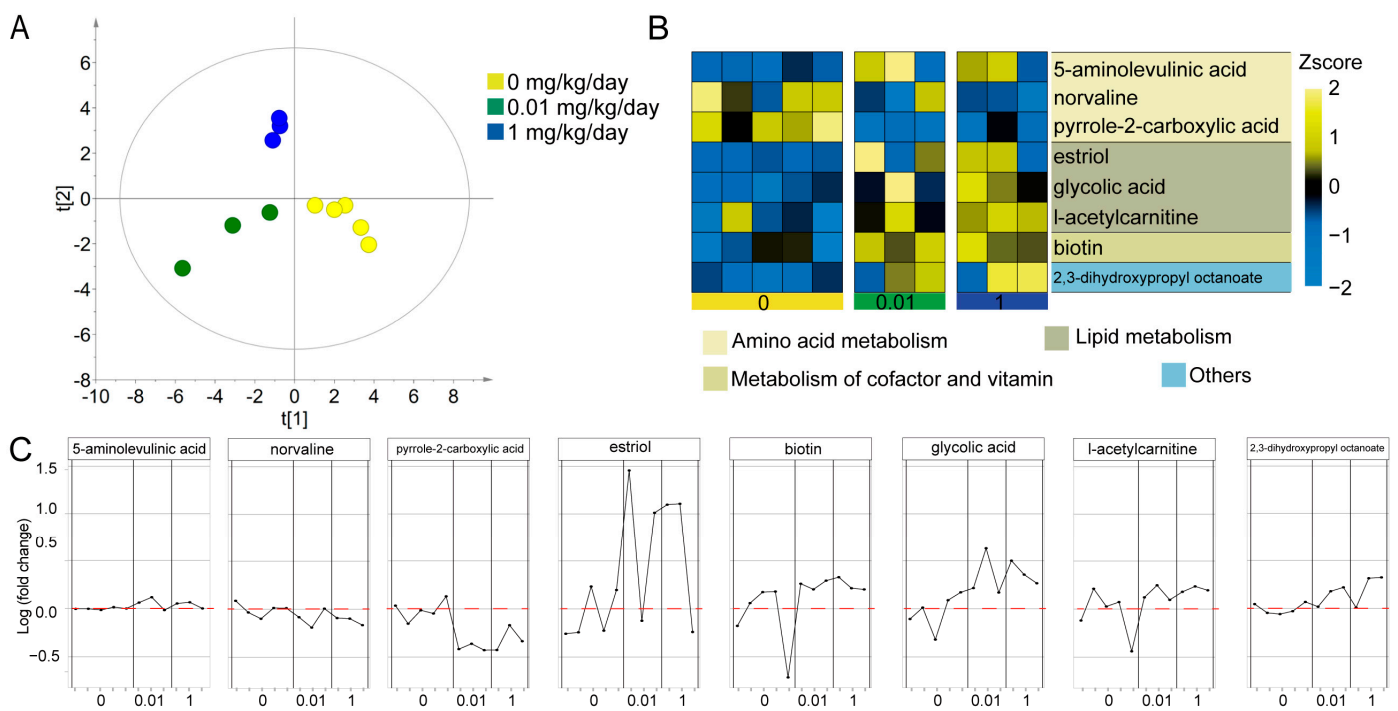 A
6
4
2
0
-2
-4
-6
-8
-10 -8 -6 -4 -2 0 2 4 6 8
t[2]
t[1]
0 mg/kg/day
0.01 mg/kg/day
1 mg/kg/day
B
5-aminolevulinic acid
norvaline
pyrrole-2-carboxylic acid
estriol
glycolic acid
l-acetylcarnitine
biotin
2,3-dihydroxypropyl octanoate
0 0.01 1
Zscore
2
1
0
−1
−2
Amino acid metabolism
Lipid metabolism
Metabolism of cofactor and vitamin
Others
C
5-aminolevulinic acid
norvaline
pyrrole-2-carboxylic acid
estriol
biotin
glycolic acid
l-acetylcarnitine
2,3-dihydroxypropyl octanoate
Log (fold change)
1.5
1.0
0.5
0.0
−0.5
0 0.01 1
0 0.01 1
0 0.01 1
0 0.01 1
0 0.01 1
0 0.01 1
0 0.01 1
0 0.01 1